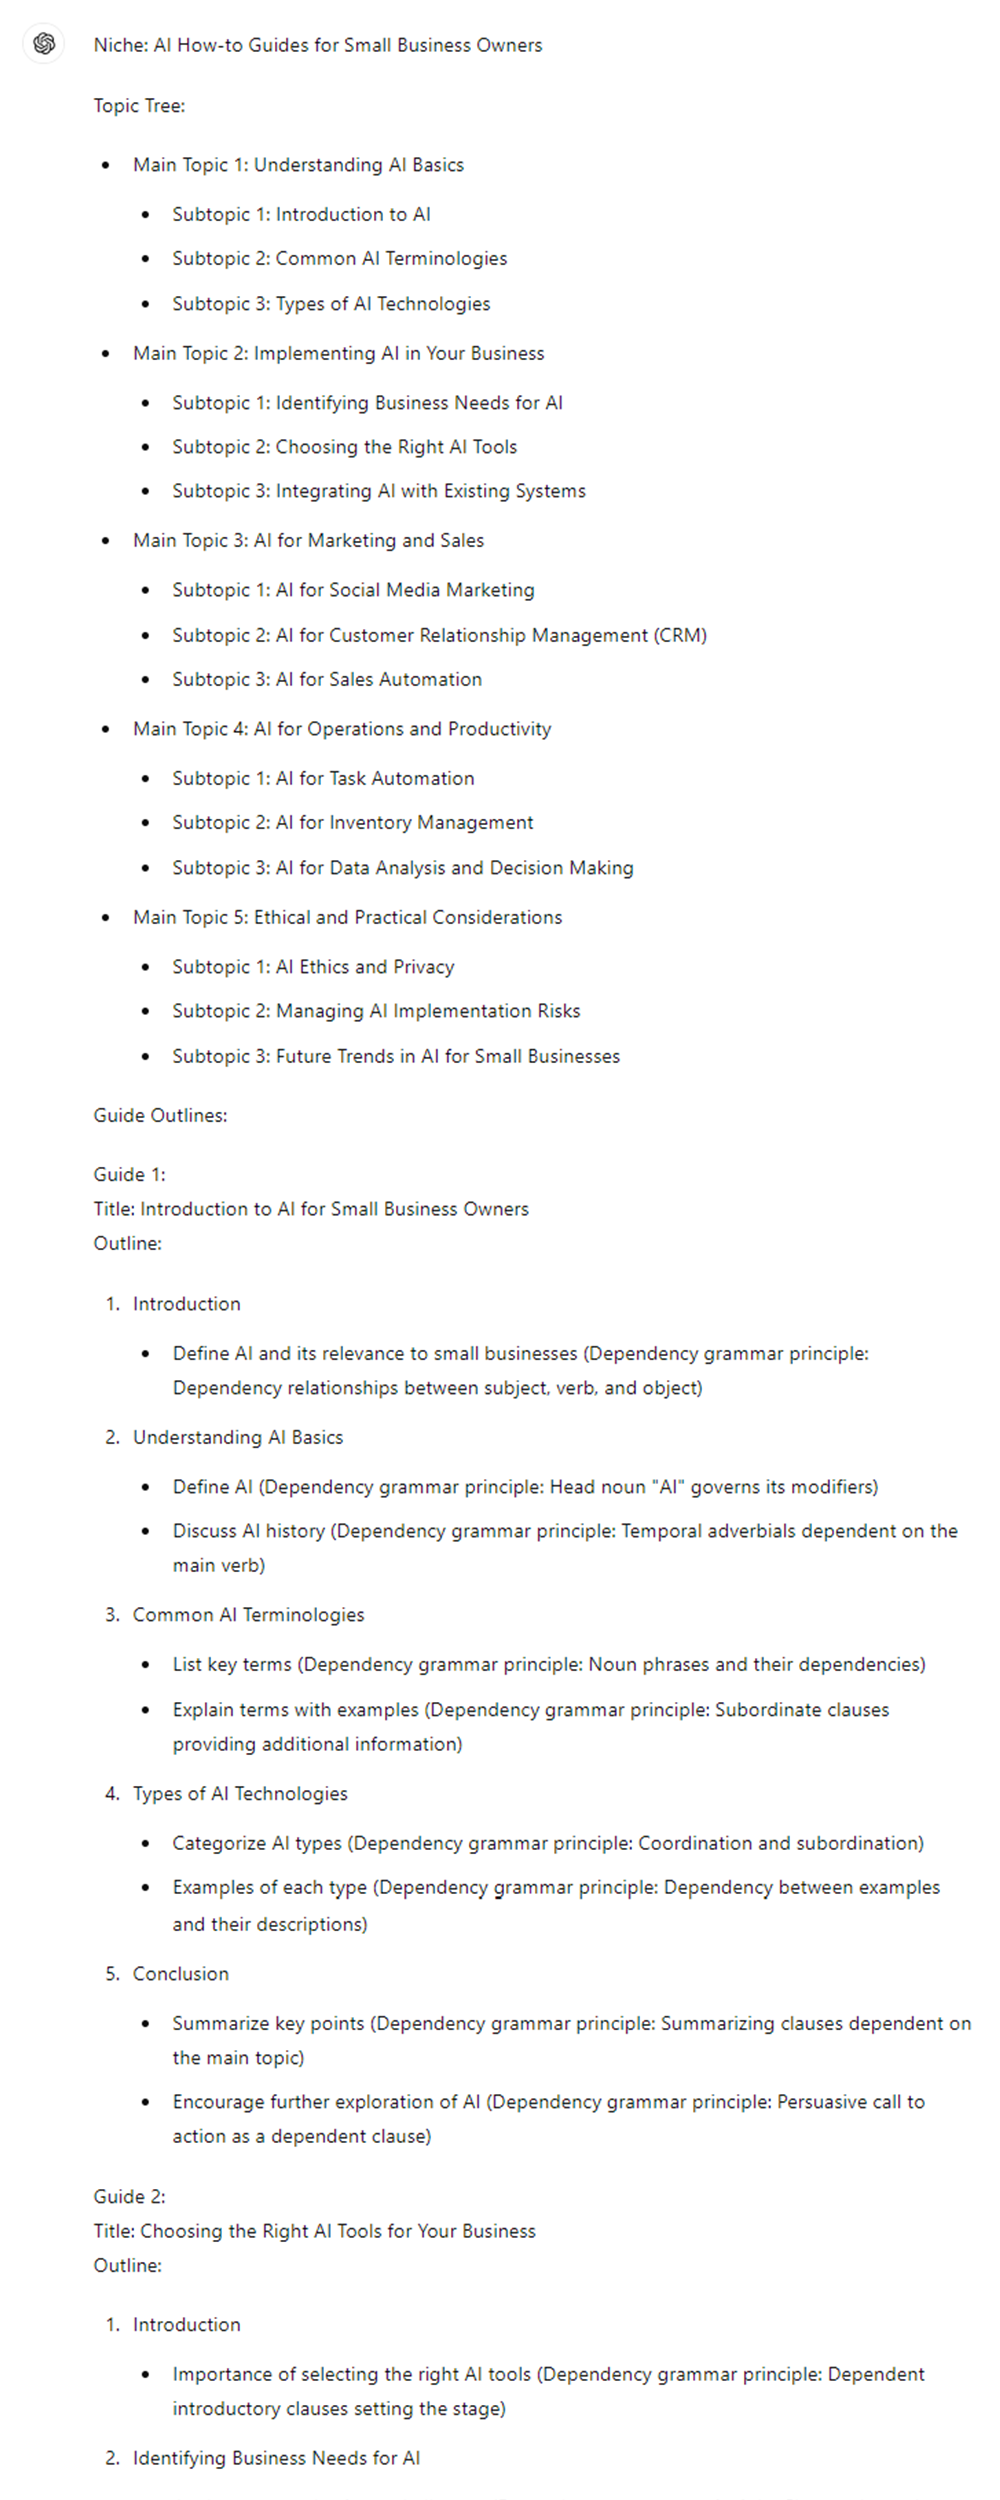 Niche: AI How-to Guides for Small Business Owners
Topic Tree:
• Main Topic 1: Understanding AI Basics
• Subtopic 1: Introduction to AI
• Subtopic 2: Common AI Terminologies
• Subtopic 3: Types of AI Technologies
• Main Topic 2: Implementing AI in Your Business
• Subtopic 1: Identifying Business Needs for AI
• Subtopic 2: Choosing the Right AI Tools
• Subtopic 3: Integrating AI with Existing Systems
• Main Topic 3: AI for Marketing and Sales
• Subtopic 1: AI for Social Media Marketing
• Subtopic 2: AI for Customer Relationship Management (CRM)
• Subtopic 3: AI for Sales Automation
• Main Topic 4: AI for Operations and Productivity
• Subtopic 1: AI for Task Automation
• Subtopic 2: AI for Inventory Management
• Subtopic 3: AI for Data Analysis and Decision Making
• Main Topic 5: Ethical and Practical Considerations
• Subtopic 1: AI Ethics and Privacy
• Subtopic 2: Managing AI Implementation Risks
• Subtopic 3: Future Trends in AI for Small Businesses
Guide Outlines:
Guide 1:
Title: Introduction to AI for Small Business Owners
Outline:
1. Introduction
• Define AI and its relevance to small businesses (Dependency grammar principle:
Dependency relationships between subject, verb, and object)
2. Understanding AI Basics
• Define AI (Dependency grammar principle: Head noun "AI" governs its modifiers)
• Discuss AI history (Dependency grammar principle: Temporal adverbials dependent on the
main verb)
3. Common AI Terminologies
• List key terms (Dependency grammar principle: Noun phrases and their dependencies)
• Explain terms with examples (Dependency grammar principle: Subordinate clauses
providing additional information)
4. Types of AI Technologies
• Categorize AI types (Dependency grammar principle: Coordination and subordination)
• Examples of each type (Dependency grammar principle: Dependency between examples
and their descriptions)
5. Conclusion
• Summarize key points (Dependency grammar principle: Summarizing clauses dependent on
the main topic)
• Encourage further exploration of AI (Dependency grammar principle: Persuasive call to
action as a dependent clause)
Guide 2:
Title: Choosing the Right AI Tools for Your Business
Outline:
1. Introduction
• Importance of selecting the right AI tools (Dependency grammar principle: Dependent
introductory clauses setting the stage)
2. Identifying Business Needs for AI